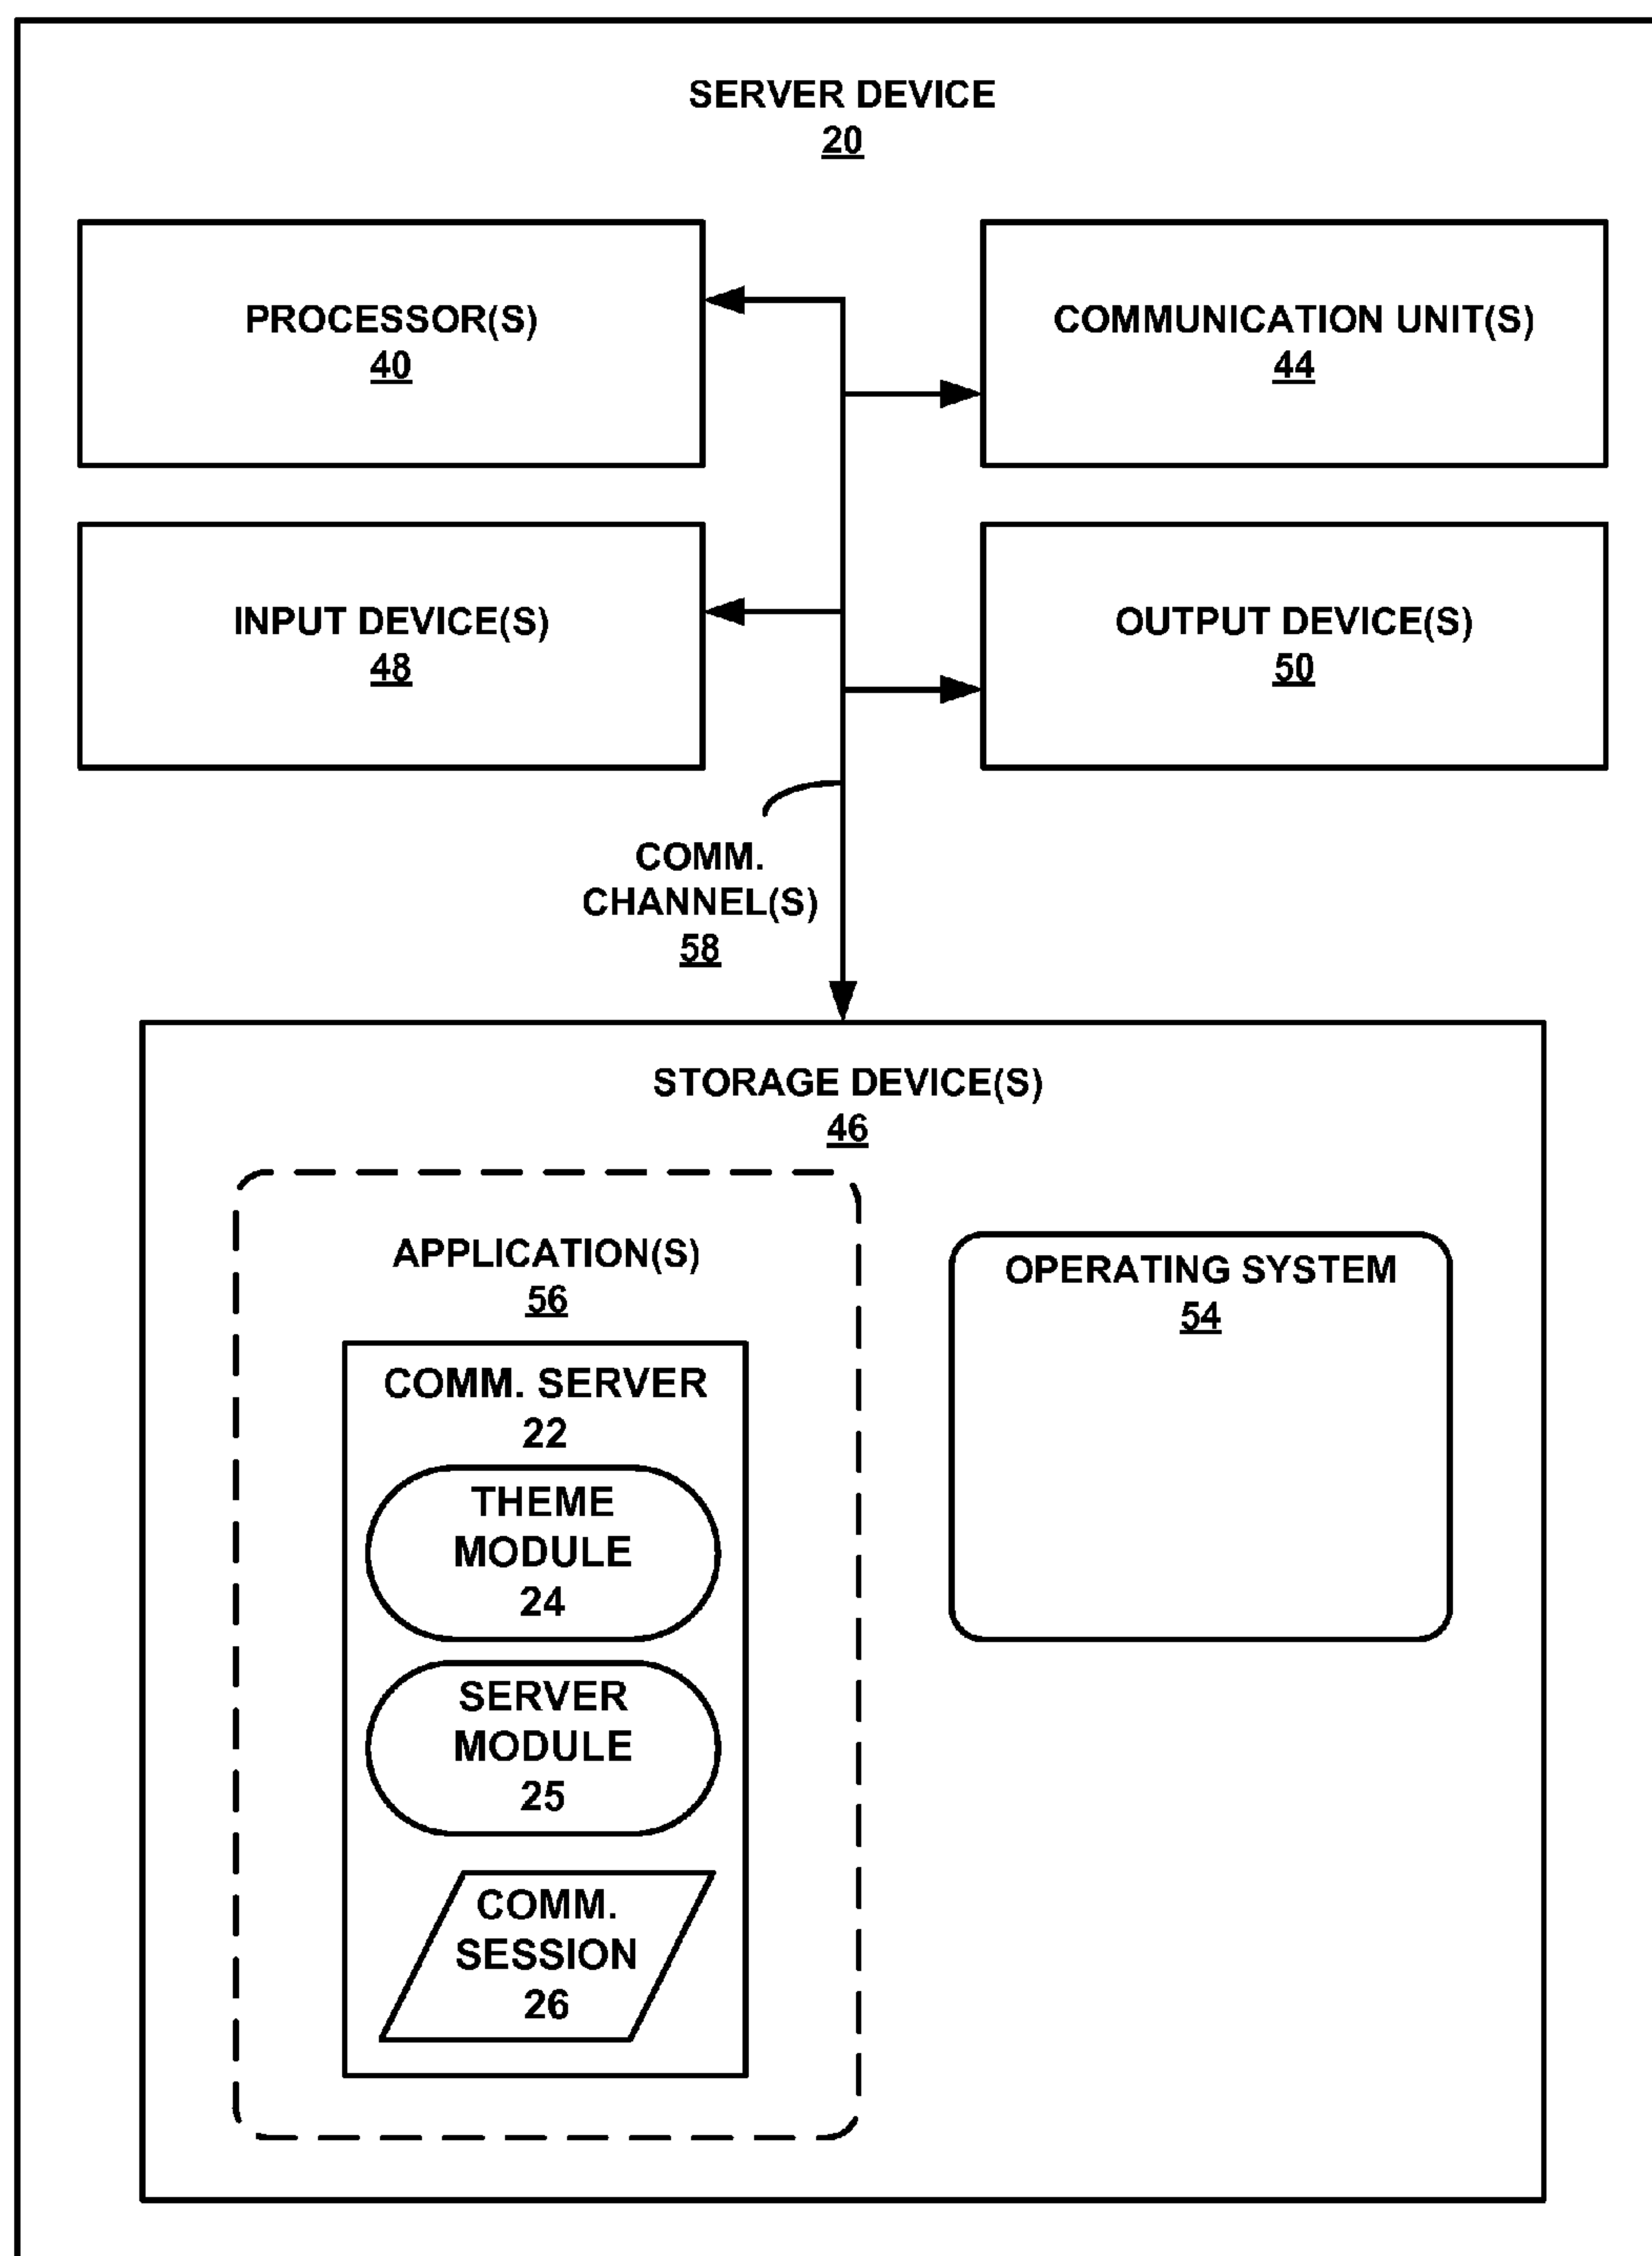 SERVER DEVICE
20
PROCESSOR(S)
40
COMMUNICATION UNIT(S)
44
INPUT DEVICE(S)
48
OUTPUT DEVICE(S)
50
COMM.
CHANNEL(S)
58
STORAGE DEVICE(S)
46
APPLICATION(S)
56
COMM. SERVER
22
THEME
MODULE
24
SERVER
MODULE
25
COMM.
SESSION
26
OPERATING SYSTEM
54